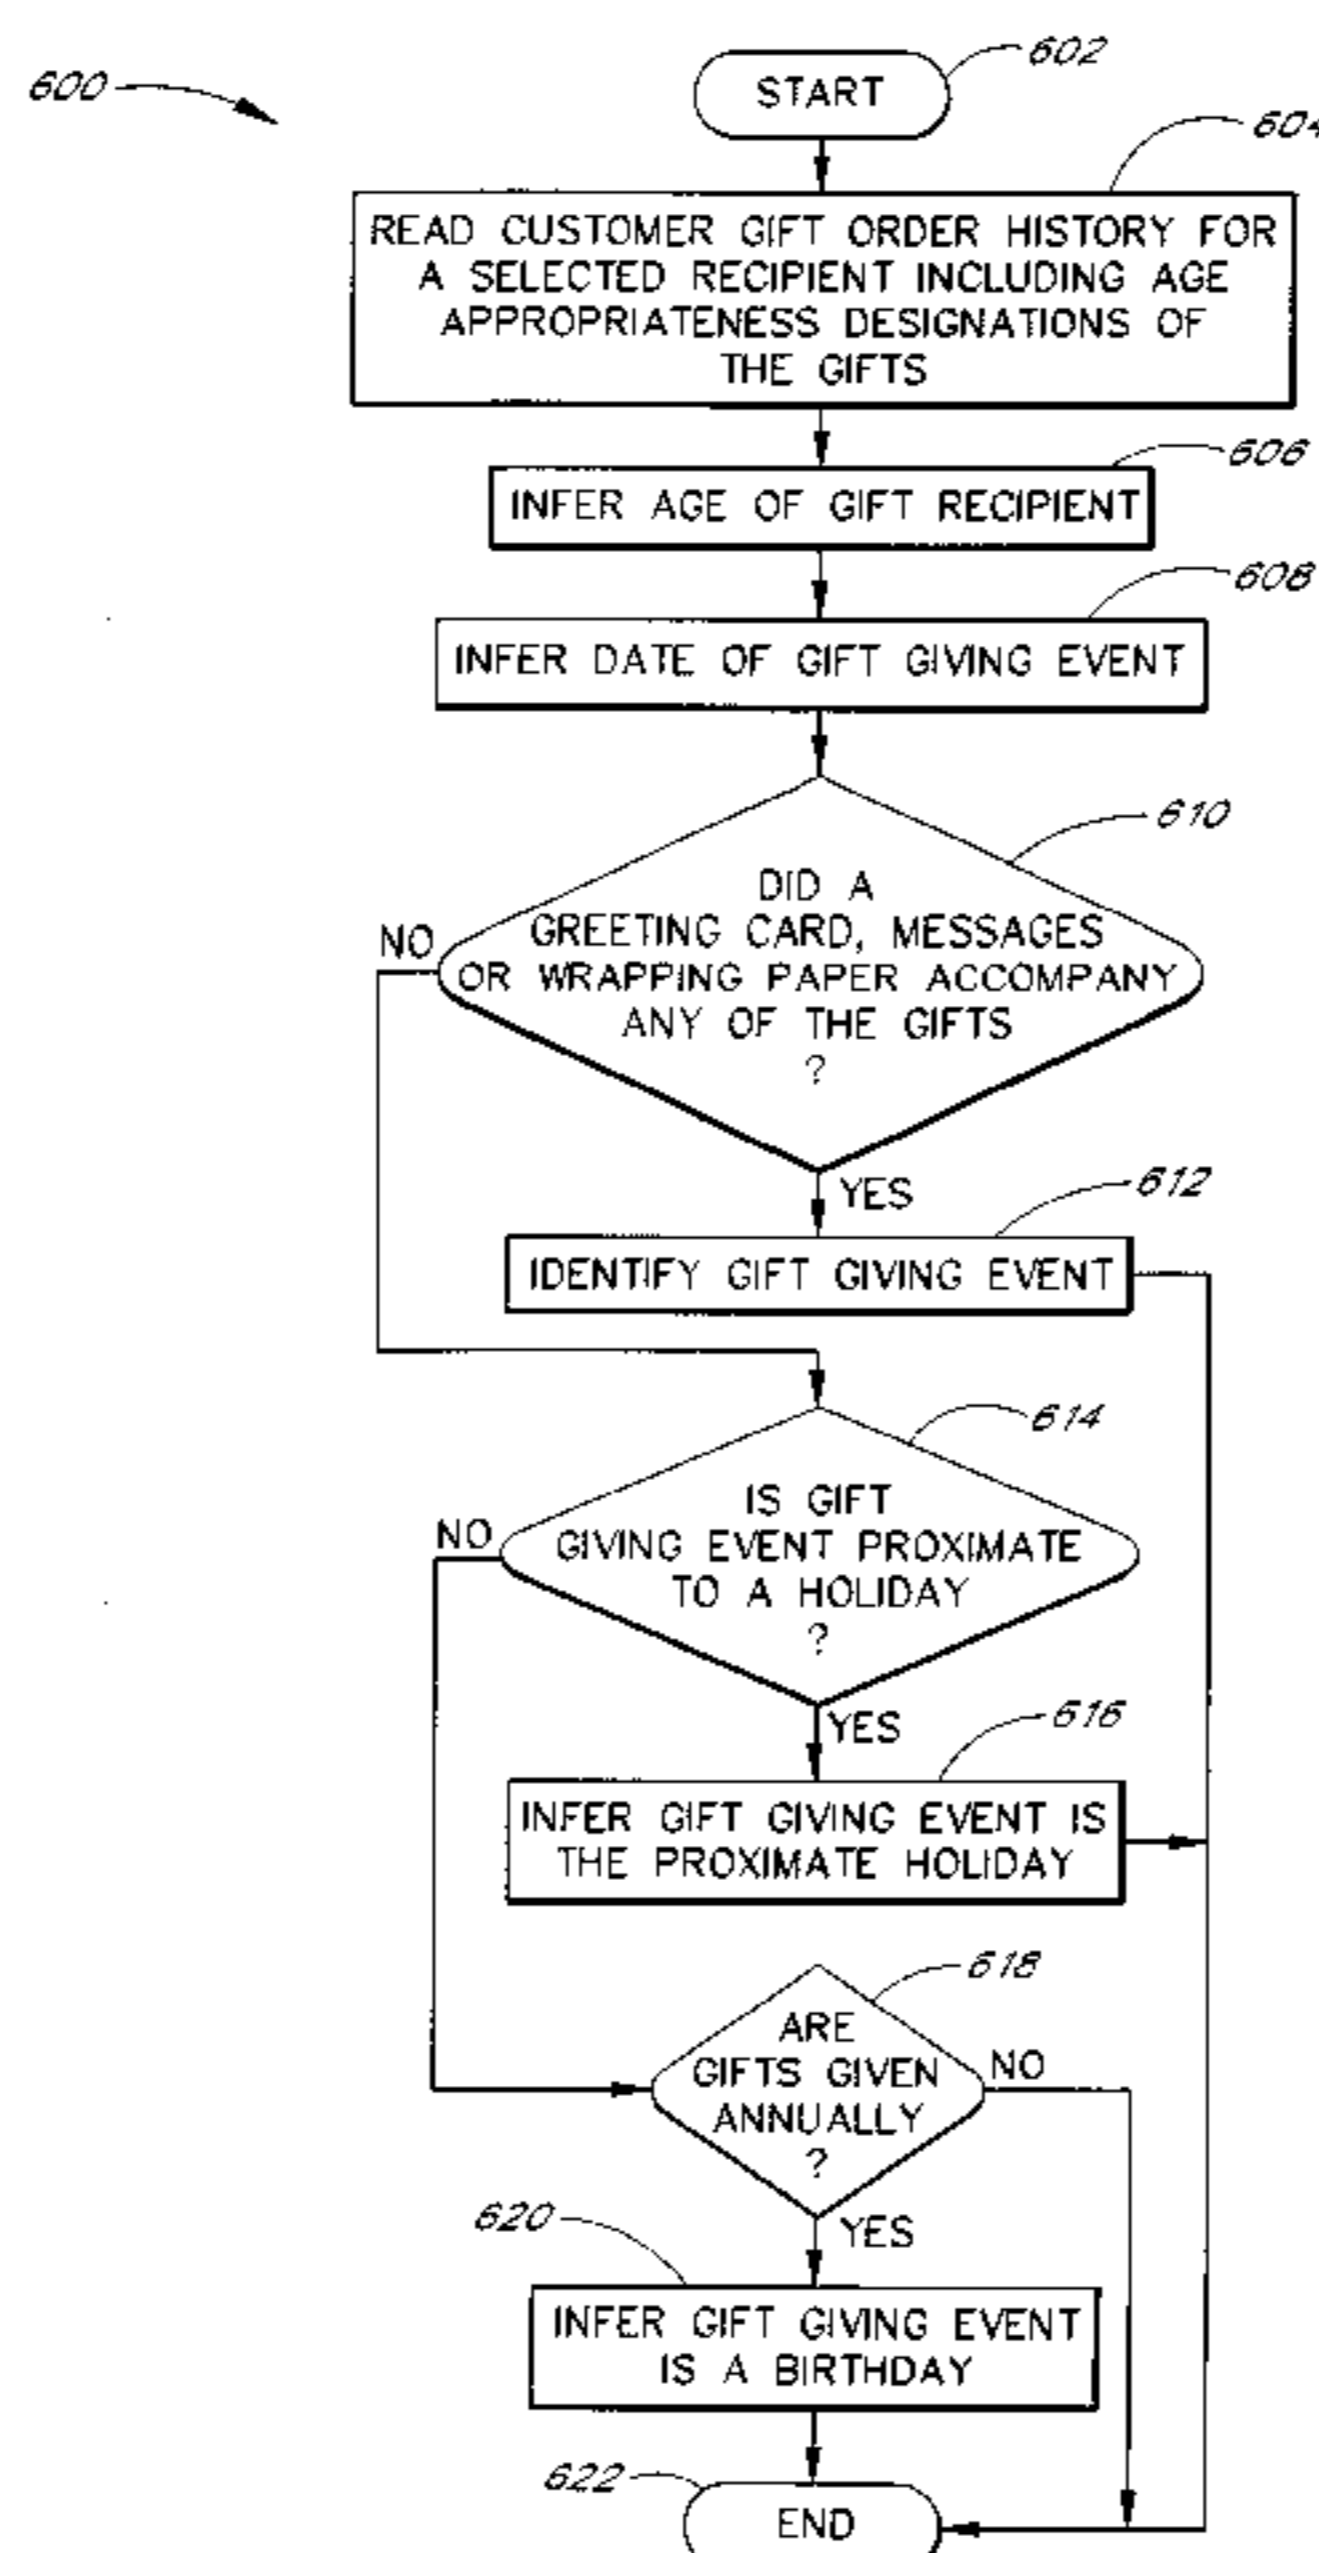 600
START
602
604
READ CUSTOMER GIFT ORDER HISTORY FOR
A SELECTED RECIPIENT INCLUDING AGE
APPROPRIATENESS DESIGNATIONS OF
THE GIFTS
606
INFER AGE OF GIFT RECIPIENT
608
INFER DATE OF GIFT GIVING EVENT
610
DID A
GREETING CARD, MESSAGES
OR WRAPPING PAPER ACCOMPANY
ANY OF THE GIFTS
?
NO
YES
612
IDENTIFY GIFT GIVING EVENT
614
IS GIFT
GIVING EVENT PROXIMATE
TO A HOLIDAY
?
NO
YES
616
INFER GIFT GIVING EVENT IS
THE PROXIMATE HOLIDAY
618
ARE
GIFTS GIVEN
ANNUALLY
?
NO
YES
620
INFER GIFT GIVING EVENT
IS A BIRTHDAY
622
END